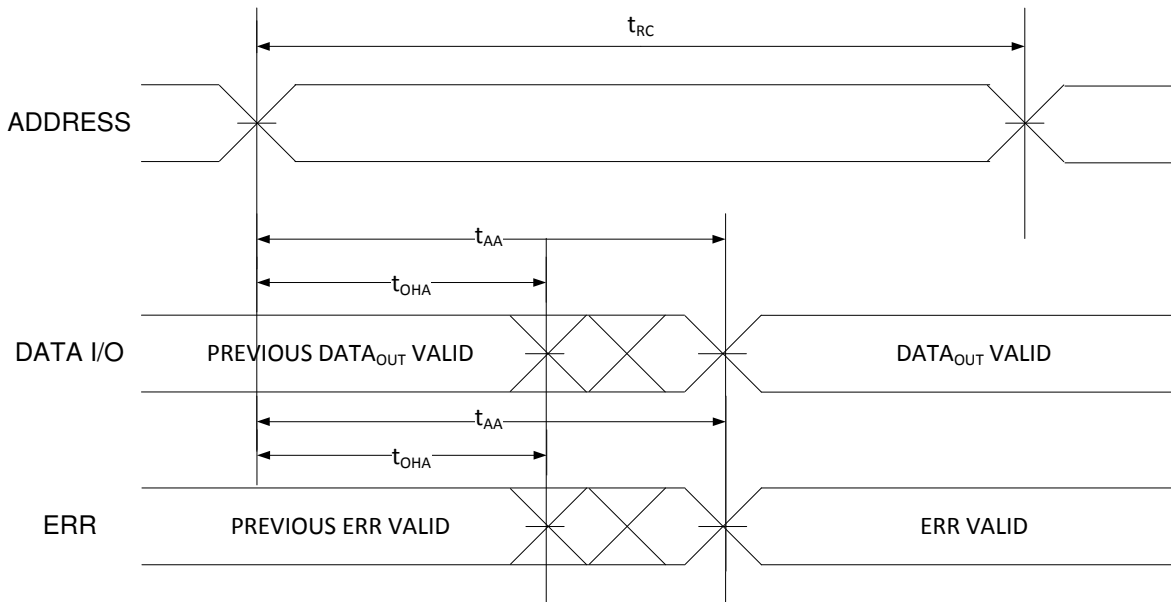 tRC
ADDRESS
tAA
tOHA
DATA I/O
PREVIOUS DATAOUT VALID
DATAOUT VALID
tAA
tOHA
ERR
PREVIOUS ERR VALID
ERR VALID